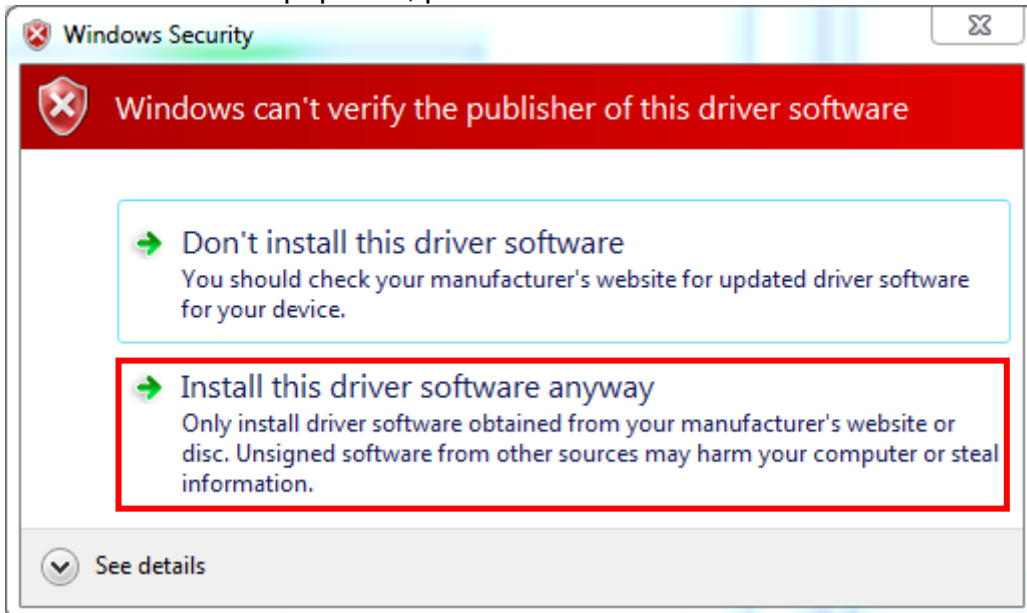 Windows Security
Windows can't verify the publisher of this driver software
Don't install this driver software
You should check your manufacturer's website for updated driver software
for your device.
Install this driver software anyway
Only install driver software obtained from your manufacturer's website or
disc. Unsigned software from other sources may harm your computer or steal
information.
See details